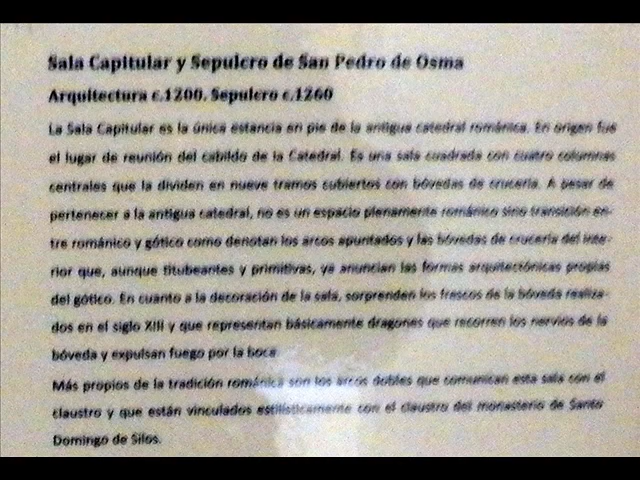 Sala Capitular y Sepulcro de San Pedro de Osma
Arquitectura c.1200. Sepulcro c.1260
La Sala Capitular es la única estancia en pie de la antigua catedral románica. En origen fue
el lugar de reunión del cabildo de la Catedral. Es una sala cuadrada con cuatro columnas
centrales que la dividen en nueve tramos cubiertos con bóvedas de crucería. A pesar de
pertenecer a la antigua catedral, no es un espacio plenamente románico sino transición en-
tre románico y gótico como denotan los arcos apuntados y las bóvedas de crucería del inte-
rior que, aunque titubeantes y primitivas, ya anuncian las formas arquitectónicas propias
del gótico. En cuanto a la decoración de la sala, sorprenden los frescos de la bóveda realiza-
dos en el siglo XIII y que representan básicamente dragones que recorren los nervios de la
bóveda y expulsan fuego por la boca
Más propios de la tradición románica son los arcos dobles que comunican esta sala con el
claustro y que están vinculados estilísticamente con el claustro del monasterio de Santo
Domingo de Silos.